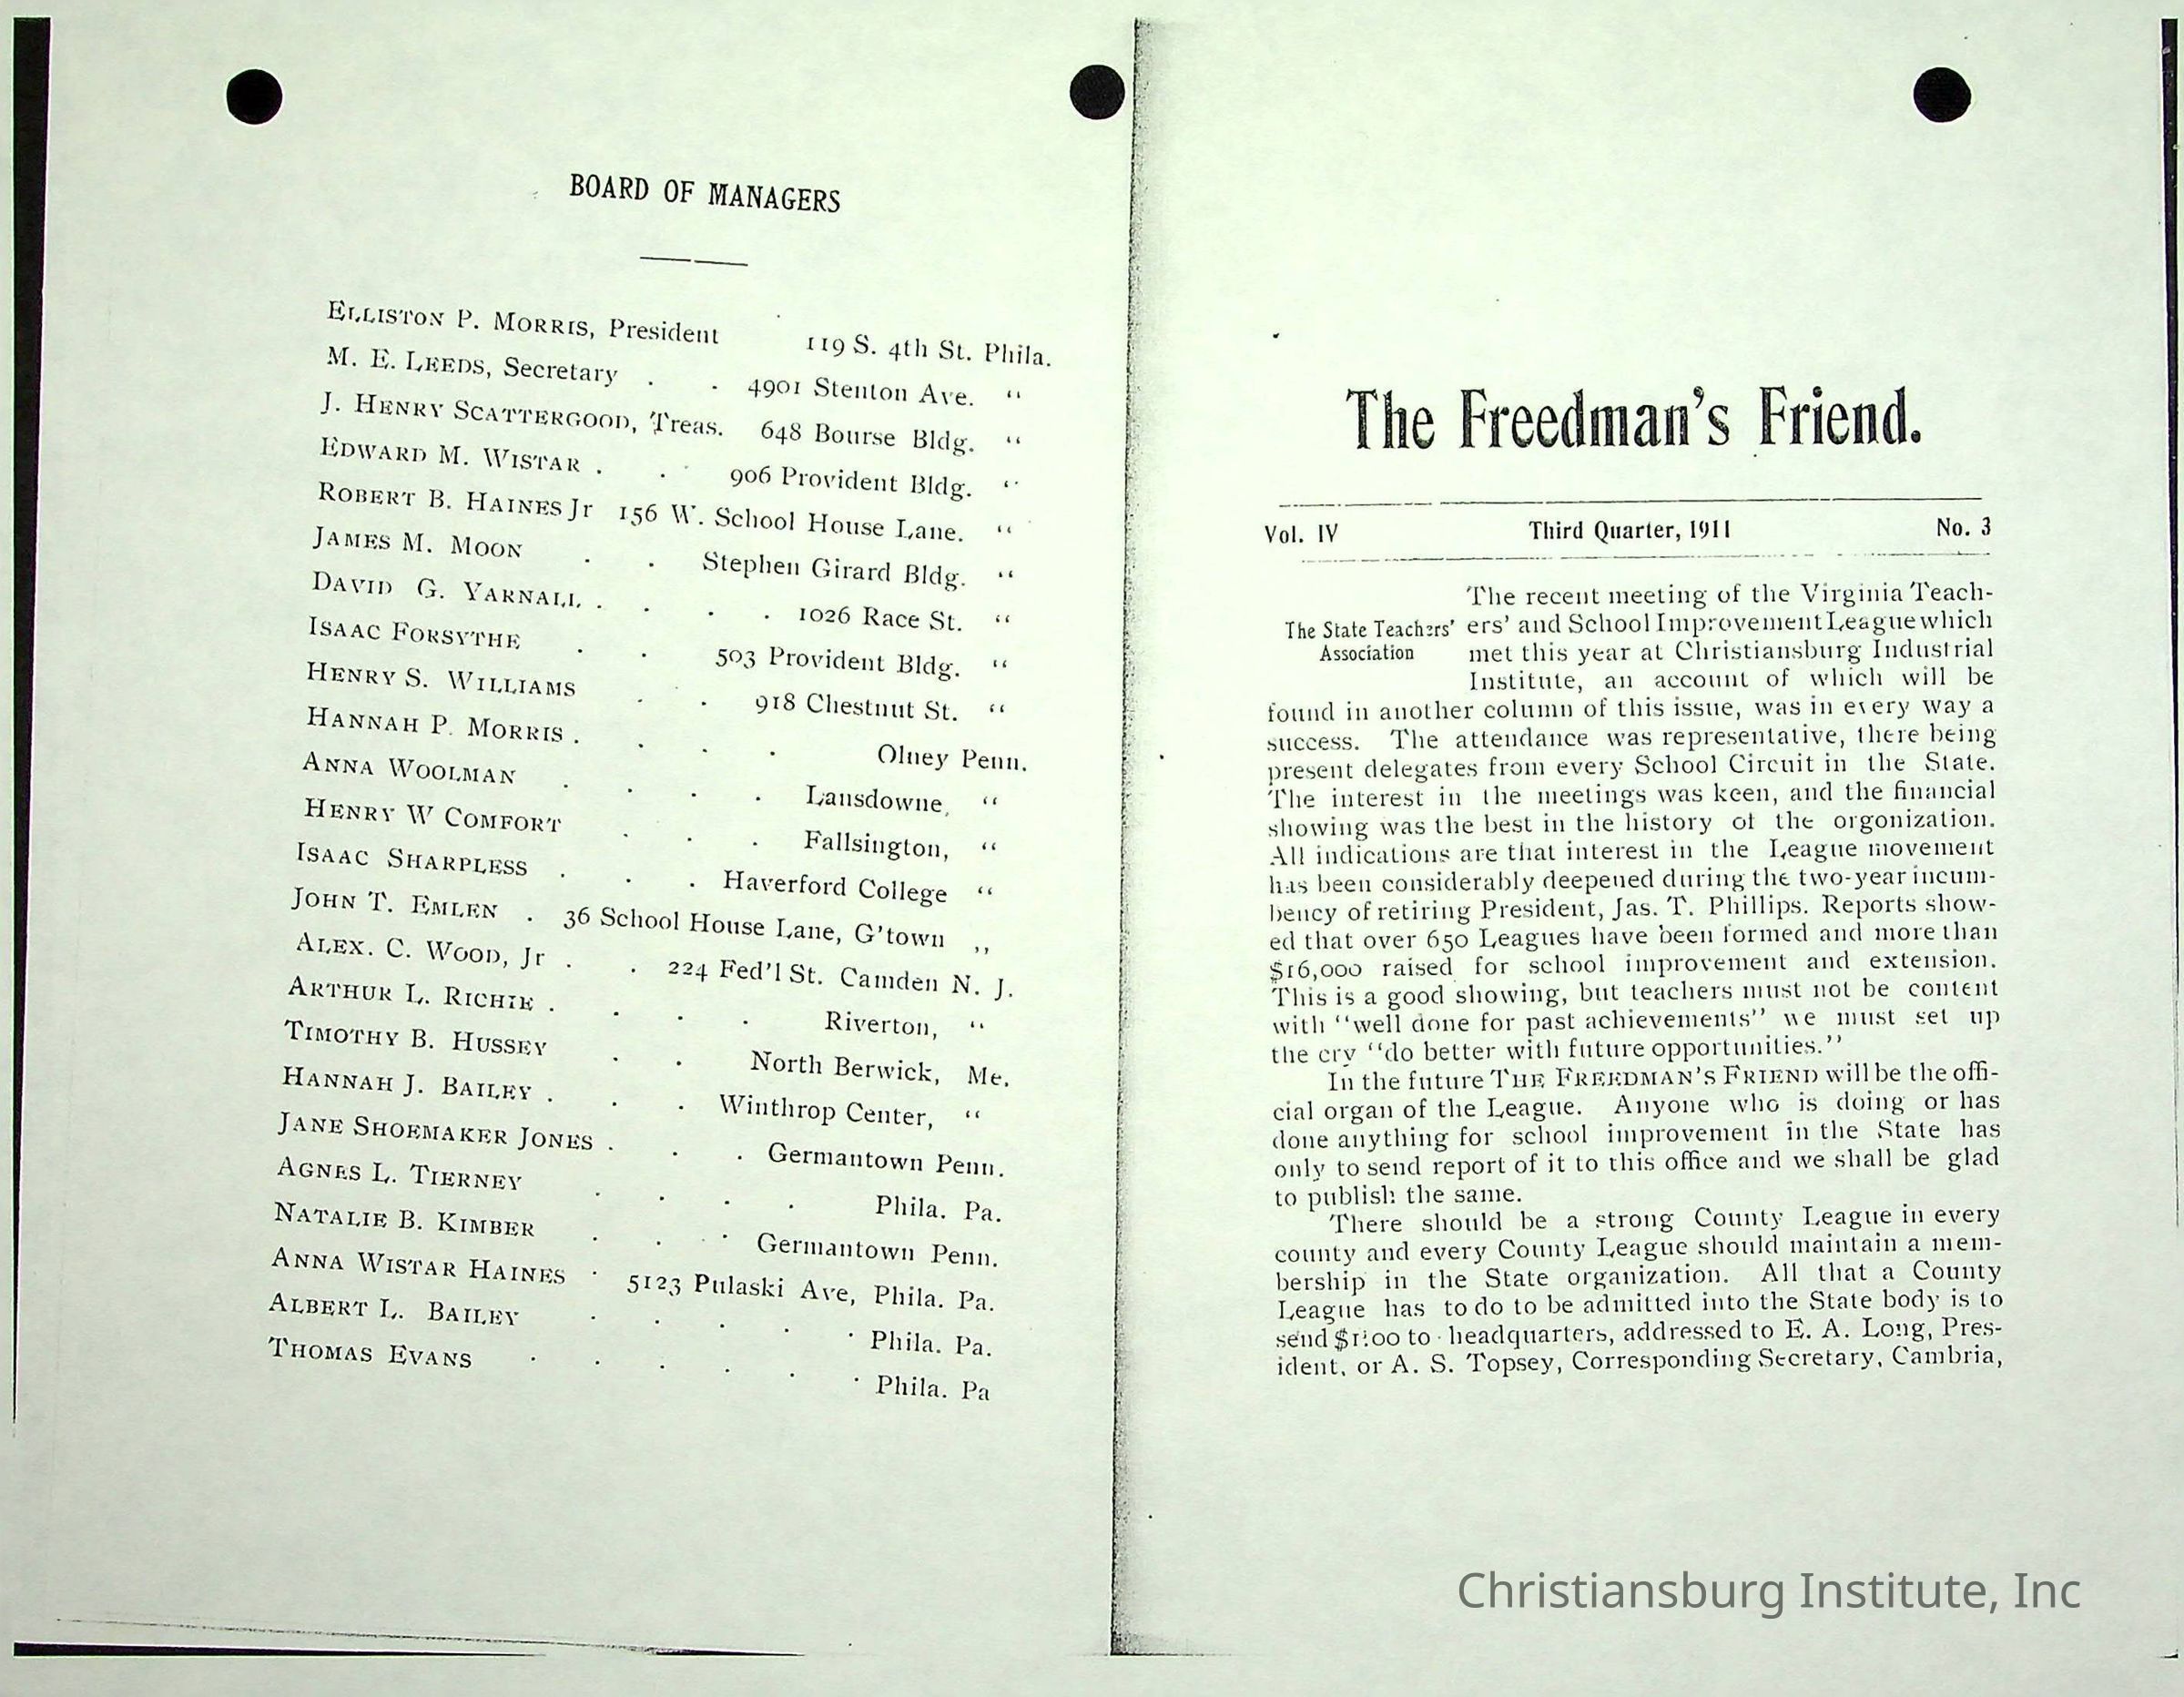 BOARD OF MANAGERS
ELLISTON P. MORRIS, President 119 S. 4th St. Phila.
M. E. LEEDS, Secretary . . 4901 Stenton Ave. “
J. HENRY SCATTERGOOD, Treas. 648 Bourse Bldg. “
EDWARD M. WISTAR . . 906 Provident Bldg. “
ROBERT B. HAINES Jr 156 W. School House Lane. “
JAMES M. MOON . . Stephen Girard Bldg. “
DAVID G. YARNALL . . . . 1026 Race St. “
ISAAC FORSYTHE . . 503 Provident Bldg. “
HENRY S. WILLIAMS . . 918 Chestnut St. “
HANNAH P. MORRIS . . . . Olney Penn.
ANNA WOOLMAN . . . . Lansdowne, “
HENRY W COMFORT . . . Fallsington, “
ISAAC SHARPLESS . . . Haverford College “
JOHN T. EMLEN . 36 School House Lane, G’town ,,
ALEX. C. WOOD, Jr . . 224 Fed’l St. Camden N. J.
ARTHUR L. RICHIE . . . . Riverton, “
TIMOTHY B. HUSSEY . . North Berwick, Me.
HANNAH J. BAILEY . . . Winthrop Center, “
JANE SHOEMAKER JONES . . . Germantown Penn.
AGNES L. TIERNEY . . . . Phila. Pa.
NATALIE B. KIMBER . . . Germantown Penn.
ANNA WISTAR HAINES . 5123 Pulaski Ave, Phila. Pa.
ALBERT L. BAILEY . . . . . Phila. Pa.
THOMAS EVANS . . . . . . Phila. Pa
The Freedman’s Friend.
Vol. IV Third Quarter, 1911 No. 3
The State Teachers’
Association
The recent meeting of the Virginia Teach-
ers’ and School Improvement League which
met this year at Christiansburg Industrial
Institute, an account of which will be
found in another column of this issue, was in every way a
success. The attendance was representative, there being
present delegates from every School Circuit in the State.
The interest in the meetings was keen, and the financial
showing was the best in the history of the orgonization.
All indications are that interest in the League movement
has been considerably deepened during the two-year incum-
bency of retiring President, Jas. T. Phillips. Reports show-
ed that over 650 Leagues have been formed and more than
$16,000 raised for school improvement and extension.
This is a good showing, but teachers must not be content
with “well done for past achievements” we must set up
the cry “do better with future opportunities.”
In the future THE FREEDMAN’S FRIEND will be the offi-
cial organ of the League. Anyone who is doing or has
done anything for school improvement in the State has
only to send report of it to this office and we shall be glad
to publish the same.
There should be a strong County League in every
county and every County League should maintain a mem-
bership in the State organization. All that a County
League has to do to be admitted into the State body is to
send $1.00 to headquarters, addressed to E. A. Long, Pres-
ident, or A. S. Topsey, Corresponding Secretary, Cambria,
Christiansburg Institute, Inc